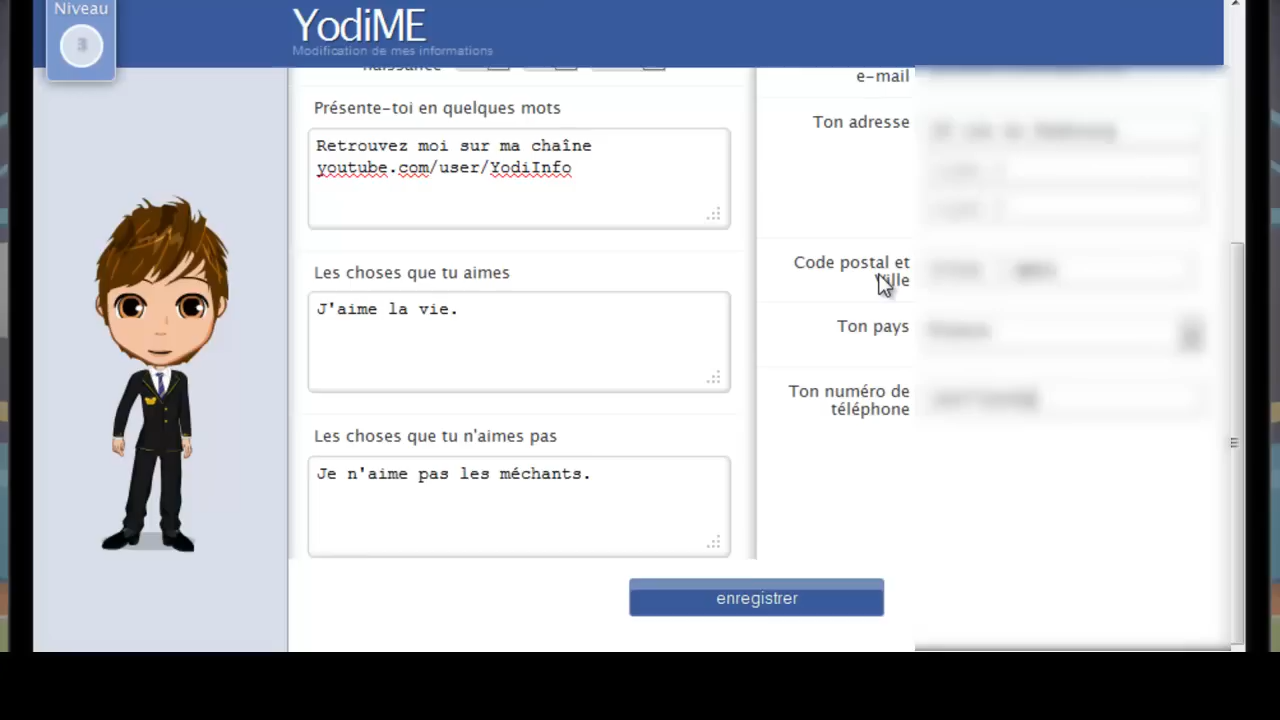 Niveau
3
YodiME
Modification de mes informations
naissance
Présente-toi en quelques mots
Retrouvez moi sur ma chaîne
youtube.com/user/YodiInfo
Les choses que tu aimes
J'aime la vie.
Les choses que tu n'aimes pas
Je n'aime pas les méchants.
e-mail
Ton adresse
Code postal et
ville
Ton pays
Ton numéro de
téléphone
enregistrer